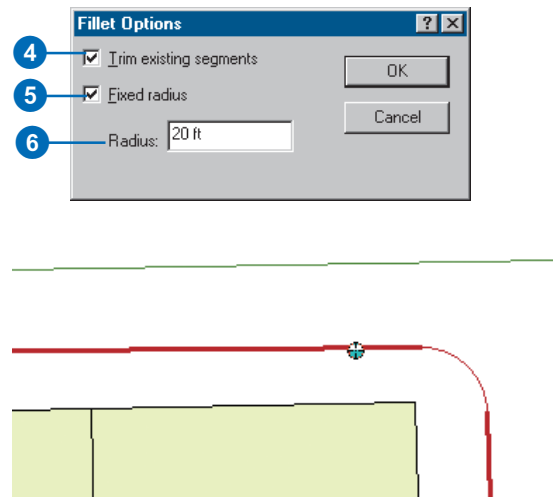 Fillet Options
4 Trim existing segments
OK
5 Fixed radius
Cancel
6 Radius: 20 ft